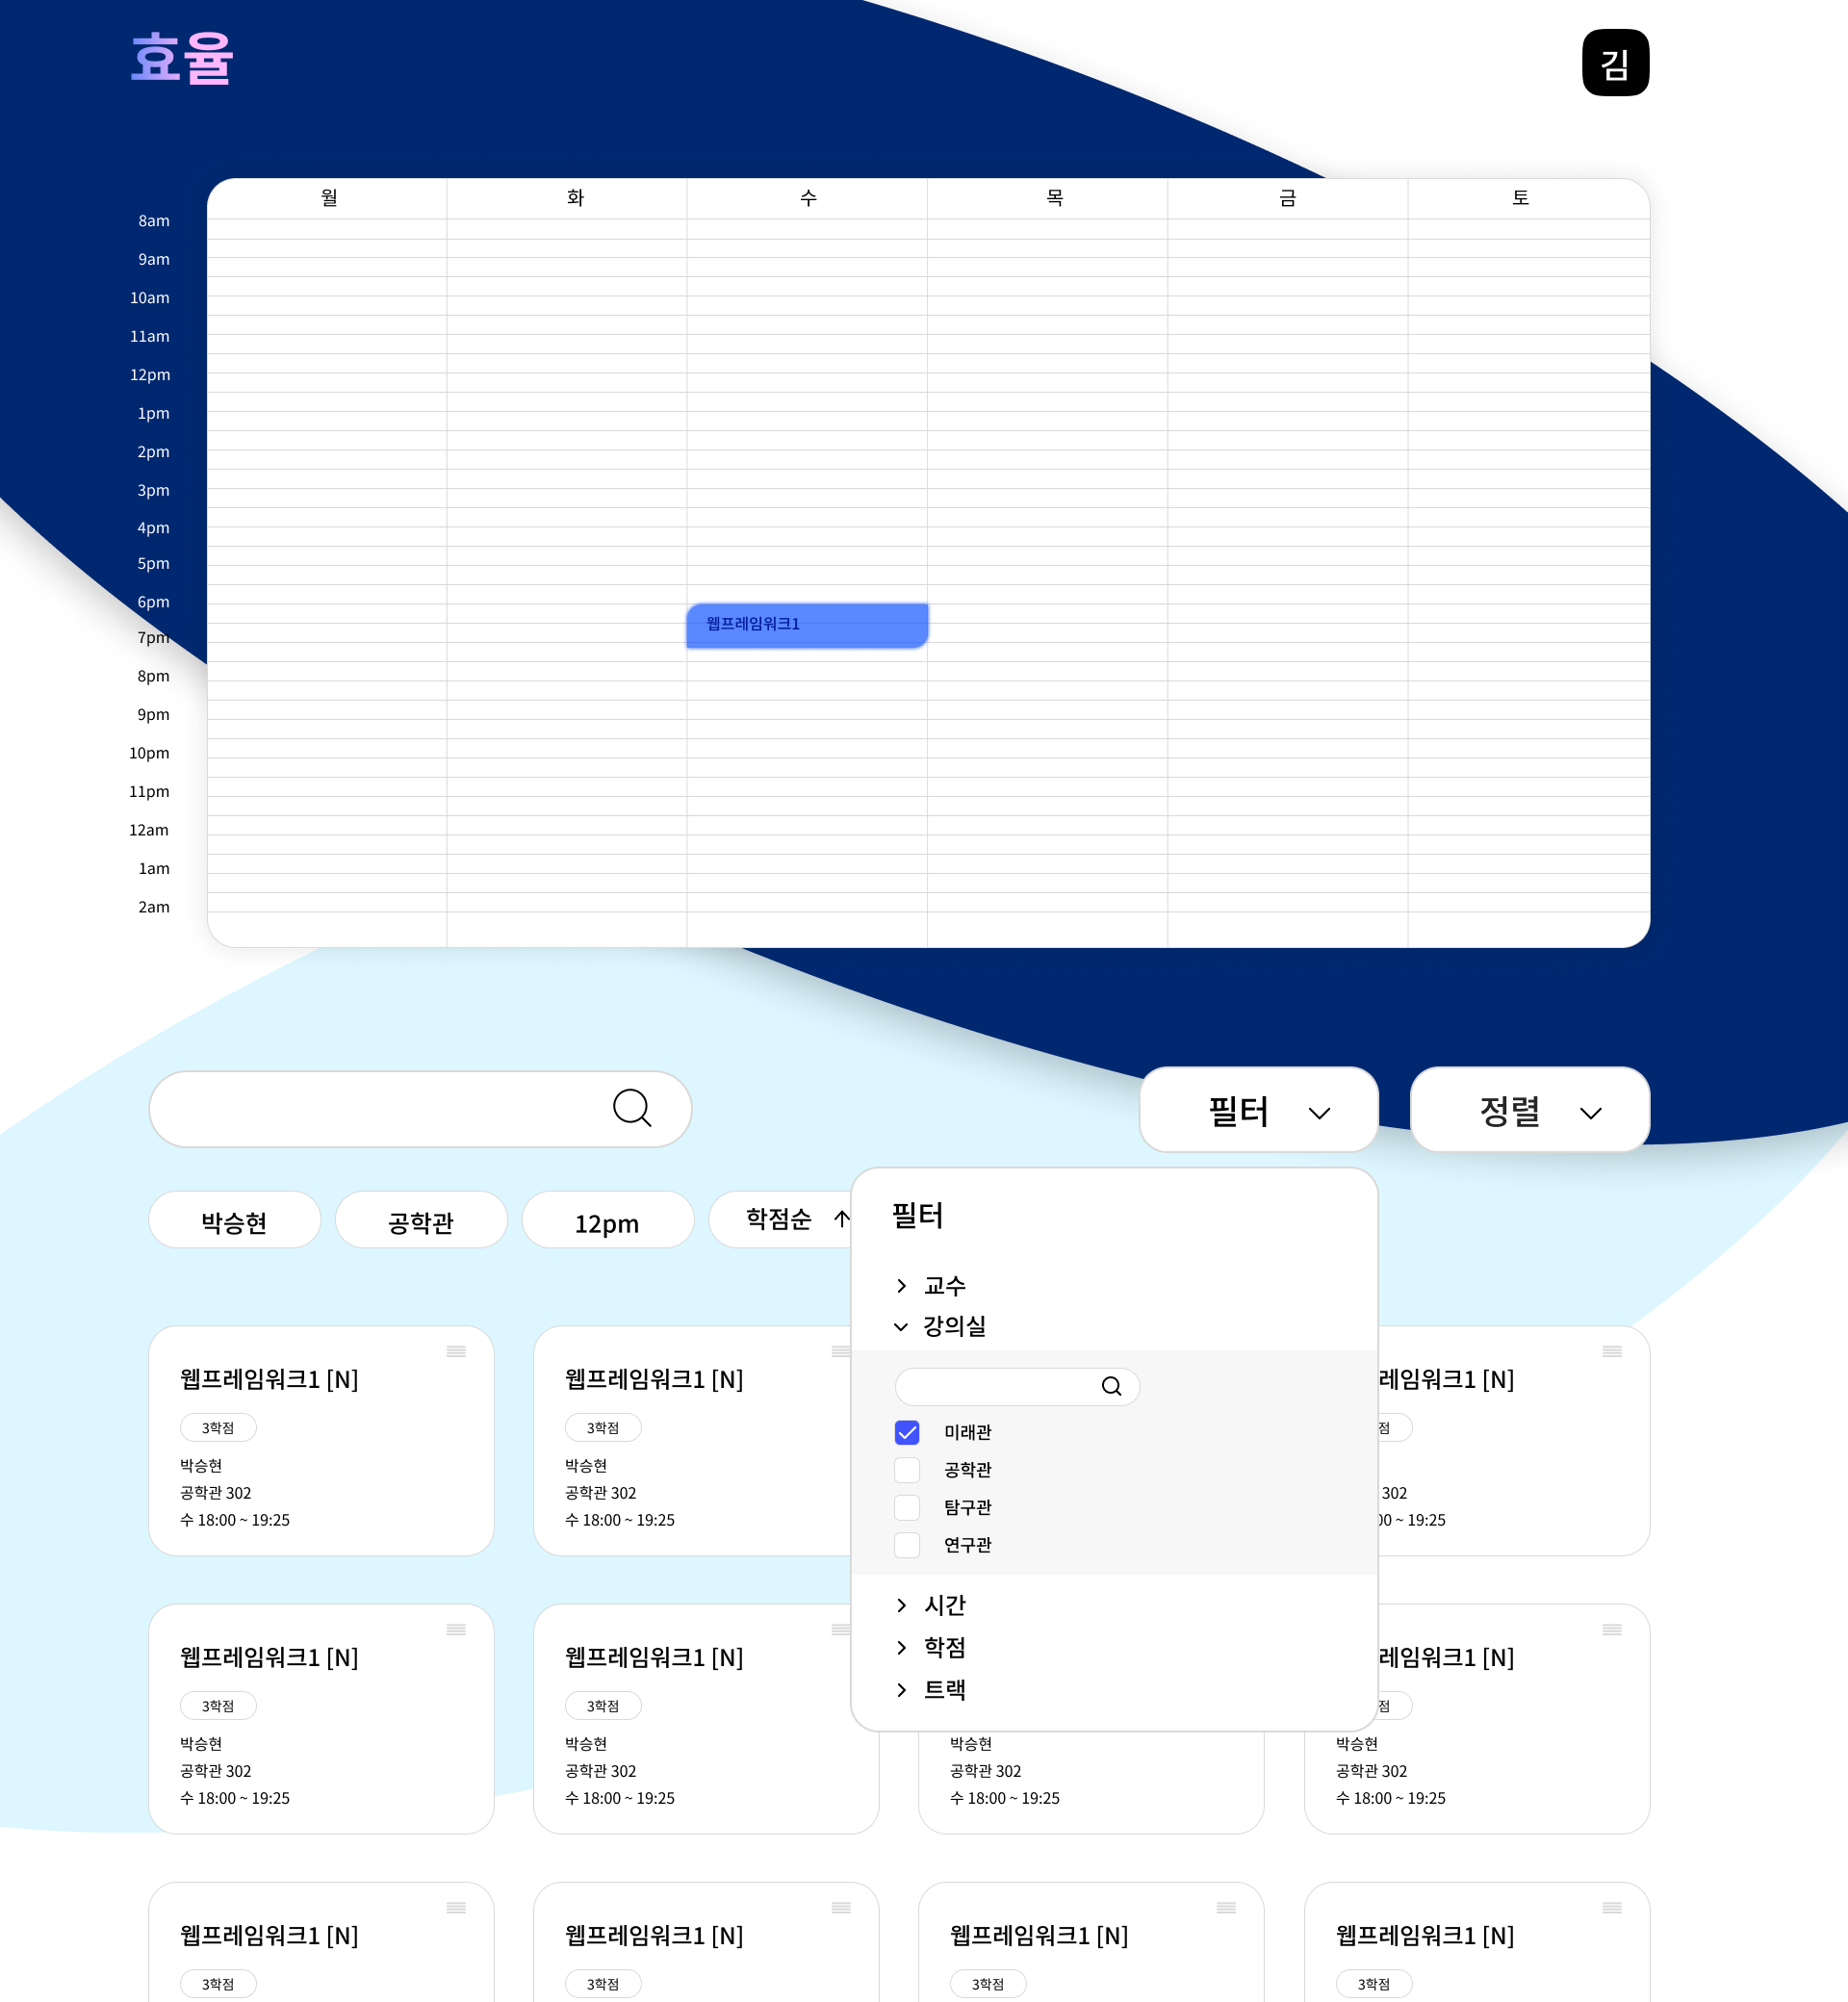 효율
김
월 화 수 목 금 토
8am
9am
10am
11am
12pm
1pm
2pm
3pm
4pm
5pm
6pm
웹프레임워크1
7pm
8pm
9pm
10pm
11pm
12am
1am
2am
필터 정렬
박승현 공학관 12pm 학점순
필터
교수
강의실
미래관
공학관
탐구관
연구관
시간
학점
트랙
웹프레임워크1 [N]
3학점
박승현
공학관 302
수 18:00 ~ 19:25
웹프레임워크1 [N]
3학점
박승현
공학관 302
수 18:00 ~ 19:25
레임워크1 [N]
점
302
00 ~ 19:25
웹프레임워크1 [N]
3학점
박승현
공학관 302
수 18:00 ~ 19:25
웹프레임워크1 [N]
3학점
박승현
공학관 302
수 18:00 ~ 19:25
박승현
공학관 302
수 18:00 ~ 19:25
레임워크1 [N]
점
박승현
공학관 302
수 18:00 ~ 19:25
웹프레임워크1 [N]
3학점
웹프레임워크1 [N]
3학점
웹프레임워크1 [N]
3학점
웹프레임워크1 [N]
3학점